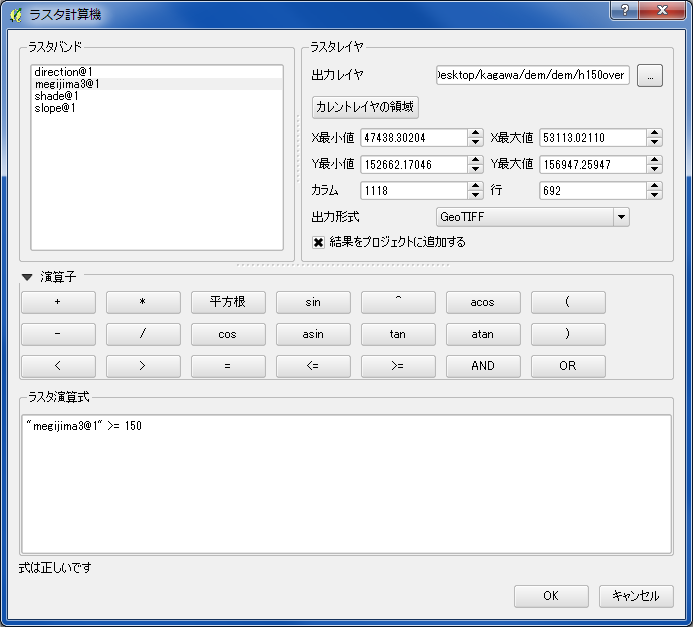 ラスタ計算機
?
ラスタバンド
direction@1
megijima3@1
shade@1
slope@1
ラスタレイヤ
出力レイヤ
Desktop/kagawa/dem/dem/h150over
...
カレントレイヤの領域
X最小値 47438.30204 X最大値 53113.02110
Y最小値 152662.17046 Y最大値 156947.25947
カラム 1118 行 692
出力形式 GeoTIFF
結果をプロジェクトに追加する
演算子
+ * 平方根 sin ^ acos (
- / cos asin tan atan )
< > = <= >= AND OR
ラスタ演算式
"megijima3@1" >= 150
式は正しいです
OK キャンセル